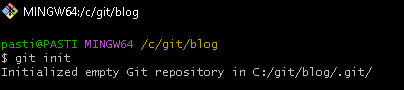 MINGW64:/c/git/blog
pasti@PASTI MINGW64 /c/git/blog
$ git init
Initialized empty Git repository in C:/git/blog/.git/